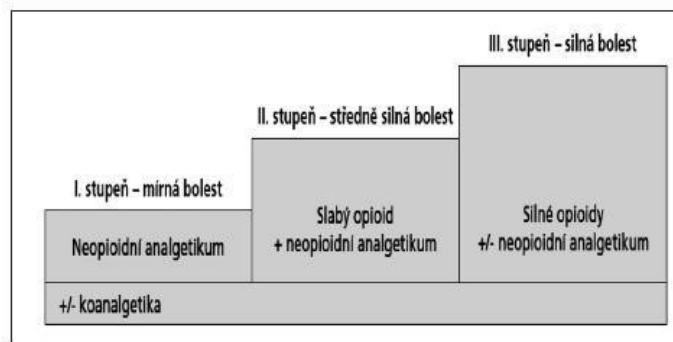 I. stupeň – mírná bolest
Neopioidní analgetikum
II. stupeň – středně silná bolest
Slabý opioid
+ neopioidní analgetikum
III. stupeň – silná bolest
Silné opioidy
+/- neopioidní analgetikum
+/- koanalgetika